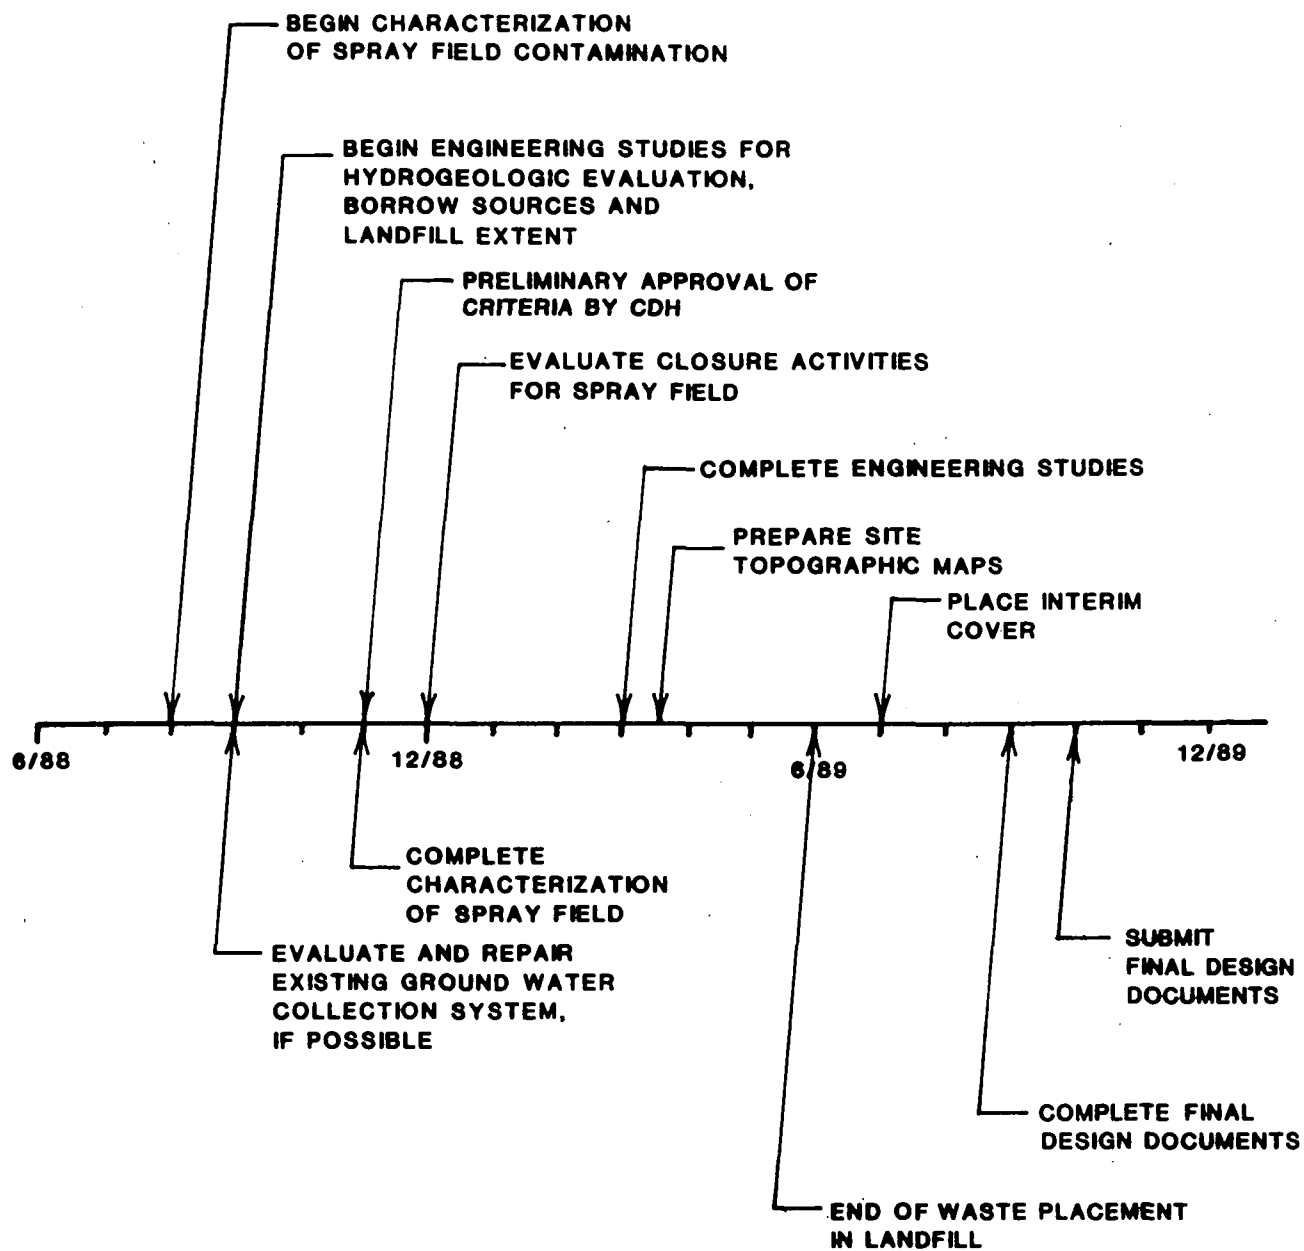 BEGIN CHARACTERIZATION
OF SPRAY FIELD CONTAMINATION
BEGIN ENGINEERING STUDIES FOR
HYDROGEOLOGIC EVALUATION,
BORROW SOURCES AND
LANDFILL EXTENT
PRELIMINARY APPROVAL OF
CRITERIA BY CDH
EVALUATE CLOSURE ACTIVITIES
FOR SPRAY FIELD
COMPLETE ENGINEERING STUDIES
PREPARE SITE
TOPOGRAPHIC MAPS
PLACE INTERIM
COVER
6/88
12/88
6/89
12/89
COMPLETE
CHARACTERIZATION
OF SPRAY FIELD
EVALUATE AND REPAIR
EXISTING GROUND WATER
COLLECTION SYSTEM,
IF POSSIBLE
SUBMIT
FINAL DESIGN
DOCUMENTS
COMPLETE FINAL
DESIGN DOCUMENTS
END OF WASTE PLACEMENT
IN LANDFILL